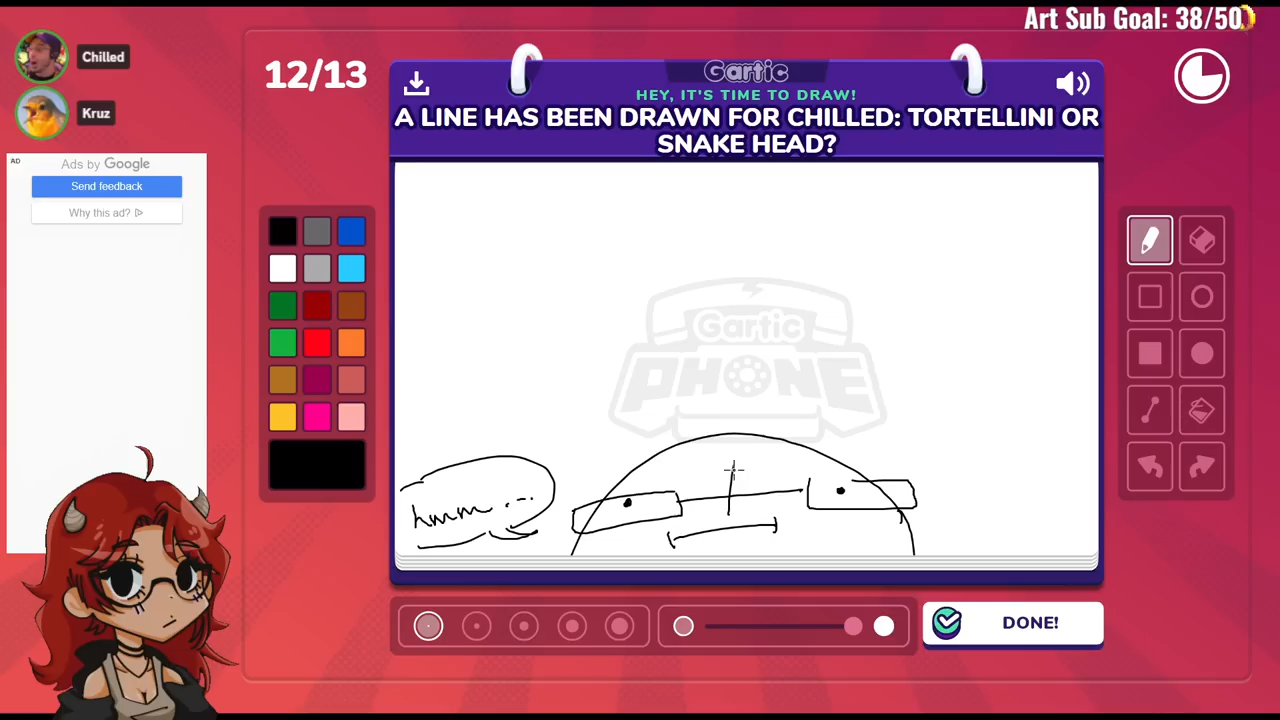 Art Sub Goal: 38/50
Chilled
Kruz
12/13
Gartic
HEY, IT'S TIME TO DRAW!
A LINE HAS BEEN DRAWN FOR CHILLED: TORTELLINI OR
SNAKE HEAD?
AD
Ads by Google
Send feedback
Why this ad?
Gartic
PHONE
hmm...
DONE!